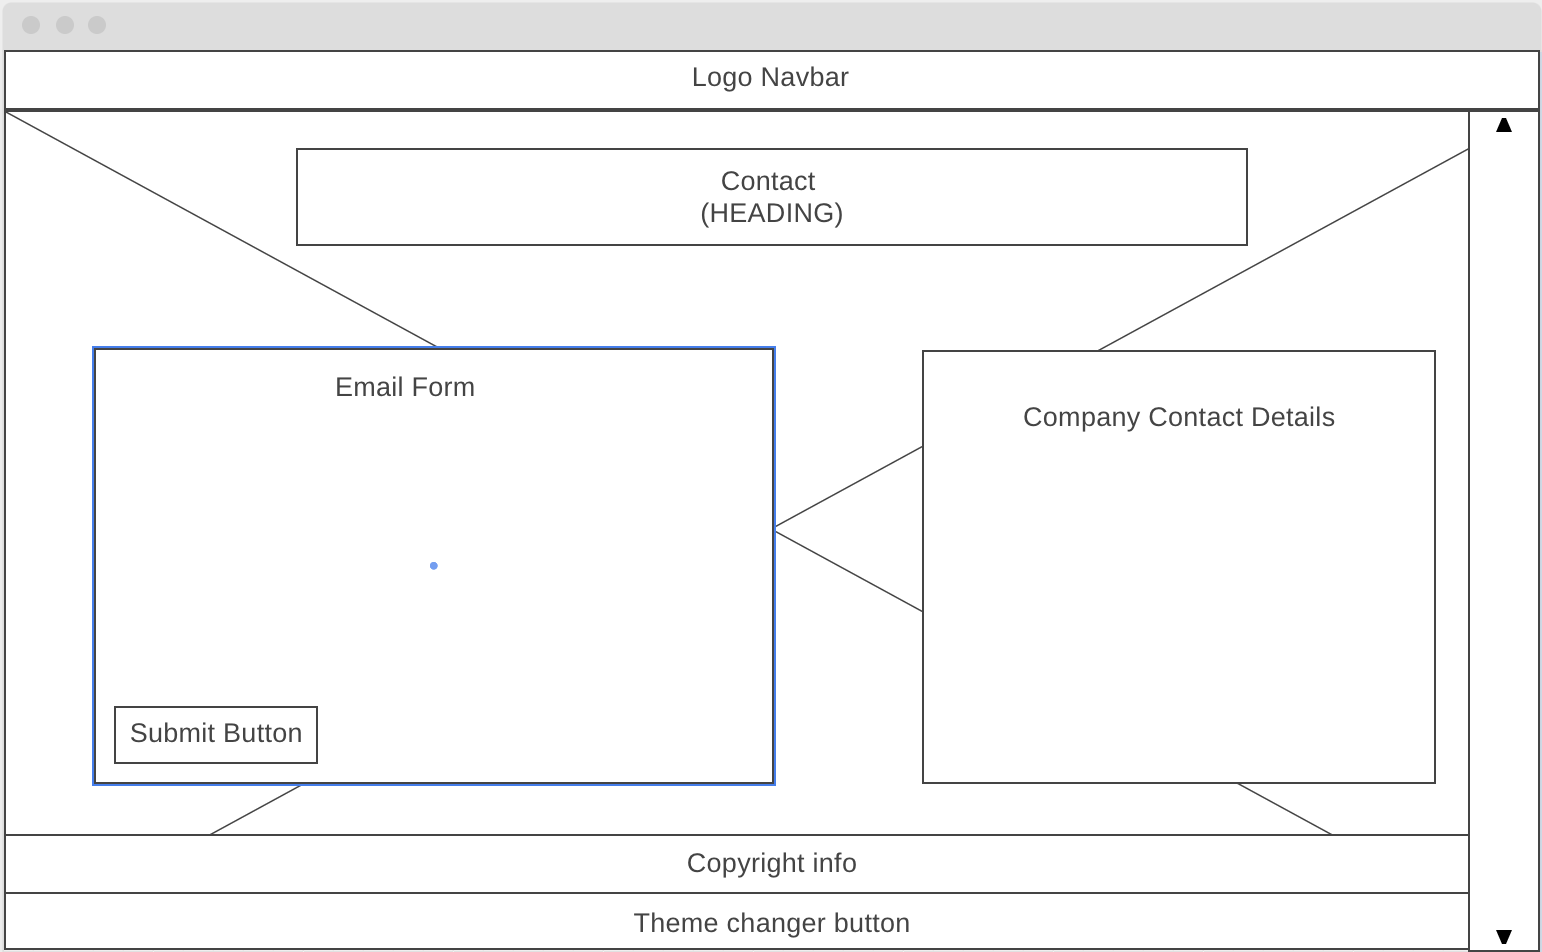 Logo Navbar
Contact
(HEADING)
Email Form
Company Contact Details
Submit Button
Copyright info
Theme changer button